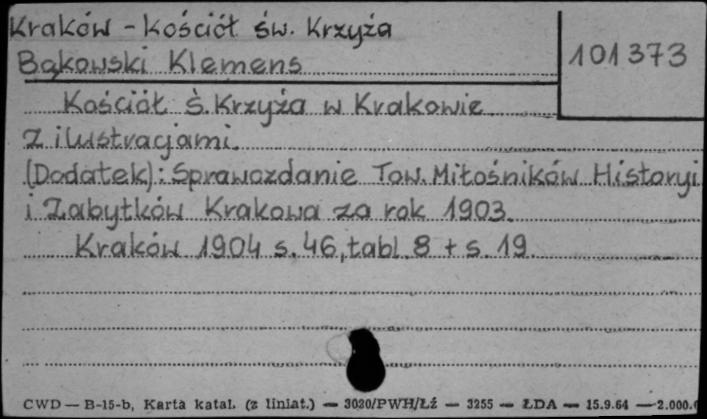 Kraków - Kościół św. Krzyża
101373
Bąkowski Klemens
Kościół Ś. Krzyża w Krakowie
z ilustracjami.
(Dodatek): Sprawozdanie Tow. Miłośników Historyi
i Zabytków Krakowa za rok 1903.
Kraków 1904 s. 46, tabl. 8 + s. 19.
CWD — B-15-b, Karta katal. (z liniat.) — 3020/PWH/Łź — 3255 — ŁDA — 15.9.64 — 2.000.